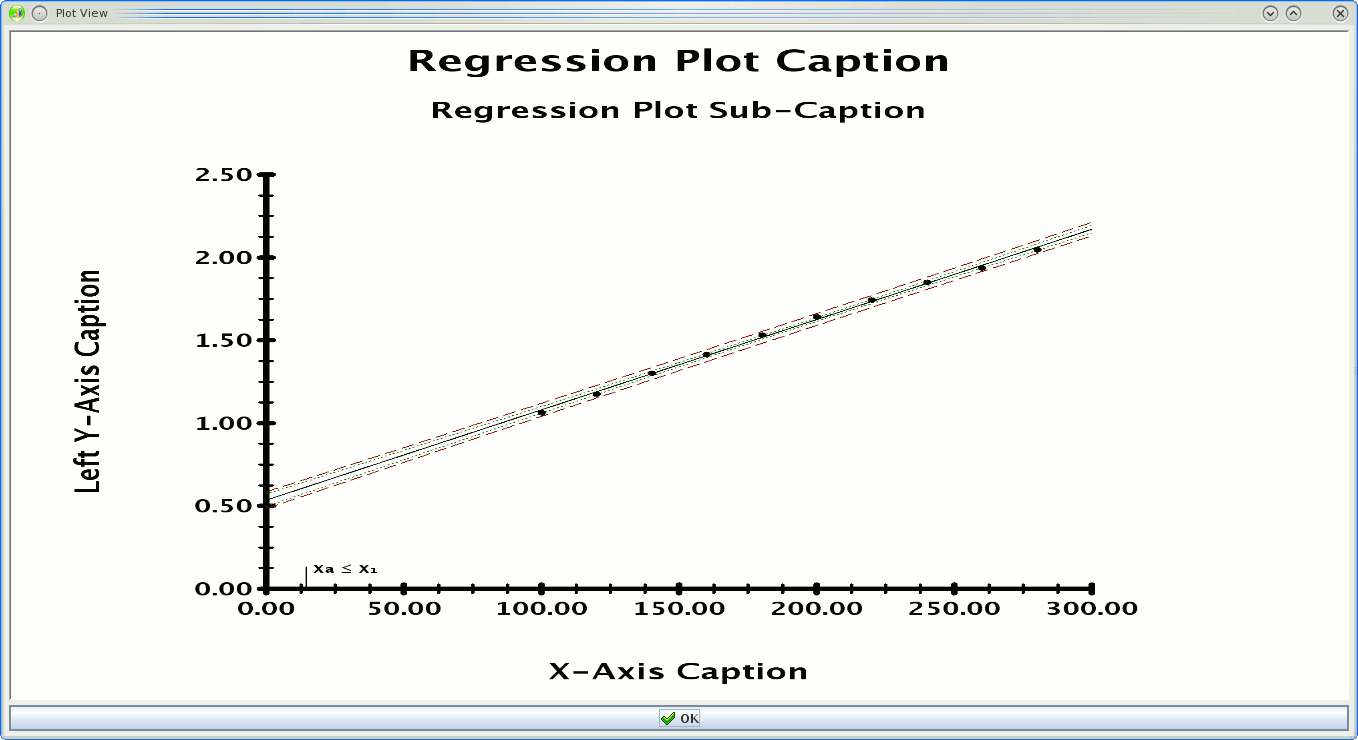 Plot View
Regression Plot Caption
Regression Plot Sub-Caption
2.50
2.00
1.50
1.00
0.50
0.00
Left Y-Axis Caption
Xa ≤ X₁
0.00 50.00 100.00 150.00 200.00 250.00 300.00
X-Axis Caption
OK